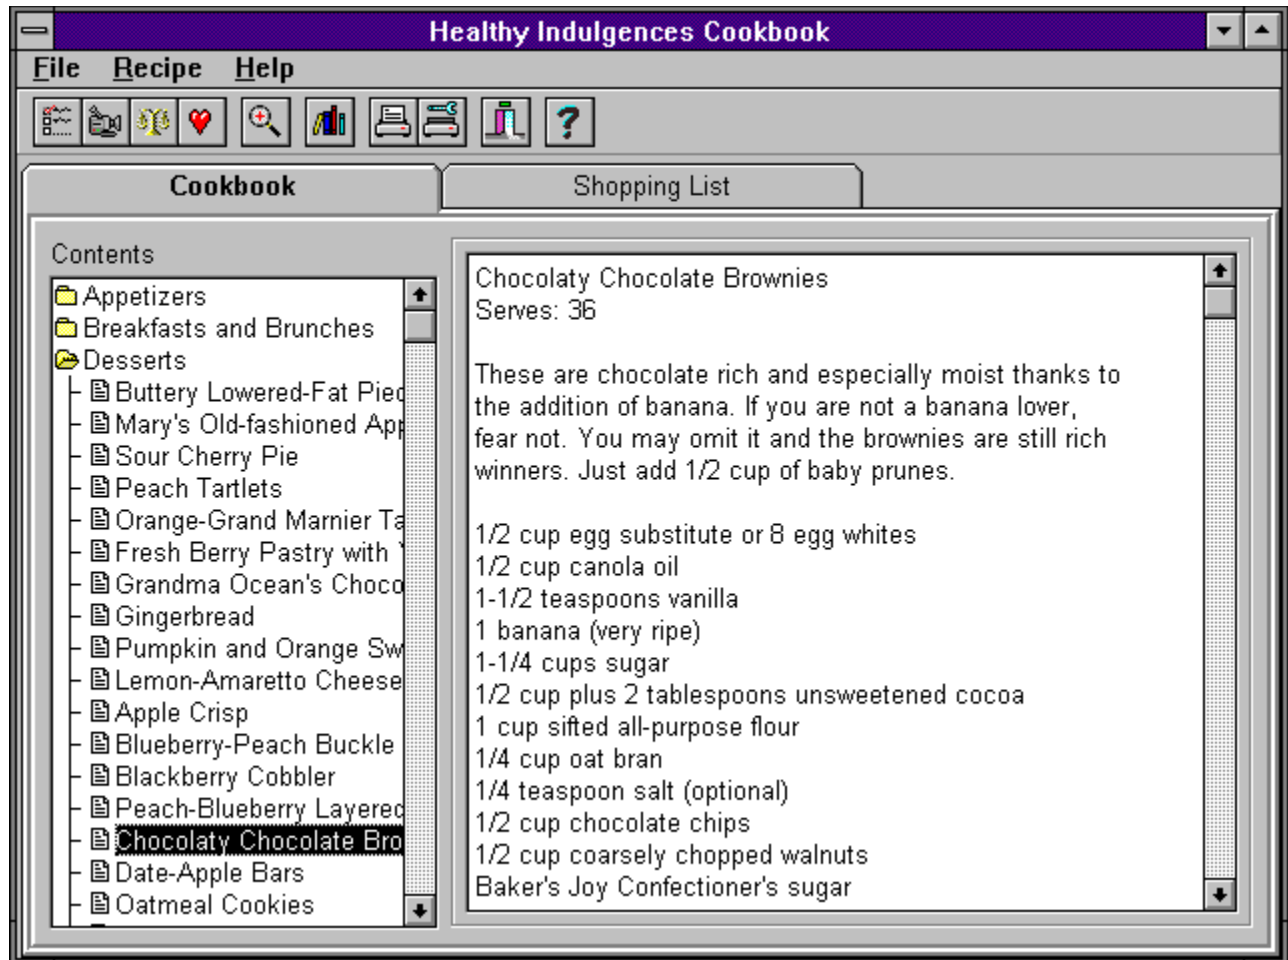 Healthy Indulgences Cookbook
File Recipe Help
Cookbook
Shopping List
Contents
Appetizers
Breakfasts and Brunches
Desserts
Buttery Lowered-Fat Piec
Mary's Old-fashioned App
Sour Cherry Pie
Peach Tartlets
Orange-Grand Marnier Ta
Fresh Berry Pastry with
Grandma Ocean's Choco
Gingerbread
Pumpkin and Orange Sw
Lemon-Amaretto Cheese
Apple Crisp
Blueberry-Peach Buckle
Blackberry Cobbler
Peach-Blueberry Layered
Chocolaty Chocolate Bro
Date-Apple Bars
Oatmeal Cookies
Chocolaty Chocolate Brownies
Serves: 36
These are chocolate rich and especially moist thanks to
the addition of banana. If you are not a banana lover,
fear not. You may omit it and the brownies are still rich
winners. Just add 1/2 cup of baby prunes.
1/2 cup egg substitute or 8 egg whites
1/2 cup canola oil
1-1/2 teaspoons vanilla
1 banana (very ripe)
1-1/4 cups sugar
1/2 cup plus 2 tablespoons unsweetened cocoa
1 cup sifted all-purpose flour
1/4 cup oat bran
1/4 teaspoon salt (optional)
1/2 cup chocolate chips
1/2 cup coarsely chopped walnuts
Baker's Joy Confectioner's sugar